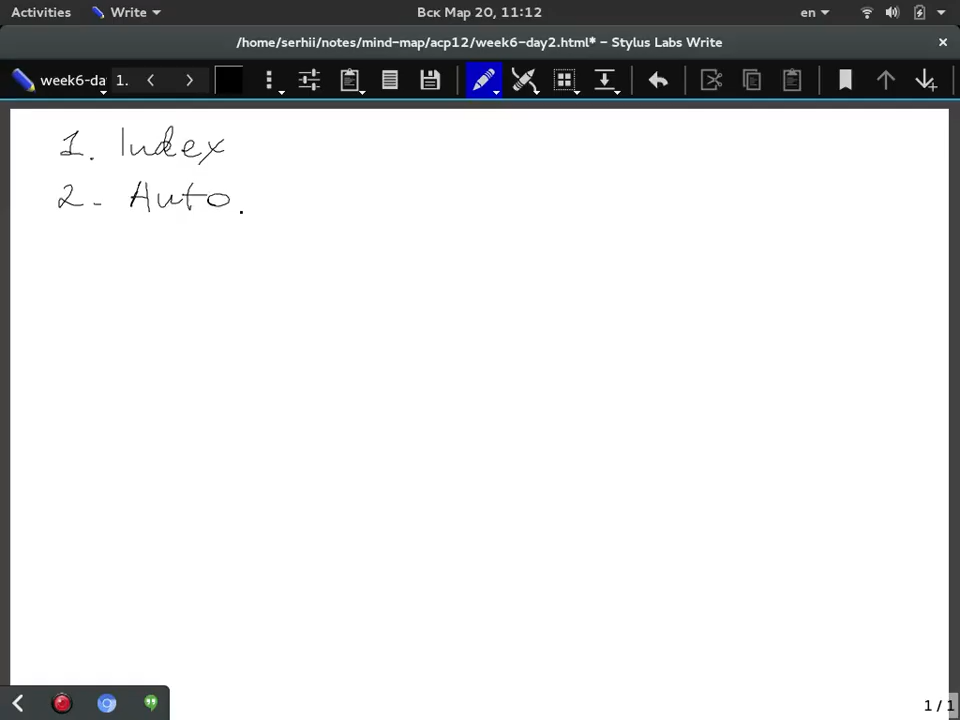 Activities Write Вск Мар 20, 11:12 en
/home/serhii/notes/mind-map/acp12/week6-day2.html* – Stylus Labs Write
week6-da 1.
1. Index
2- Auto.
1 / 1